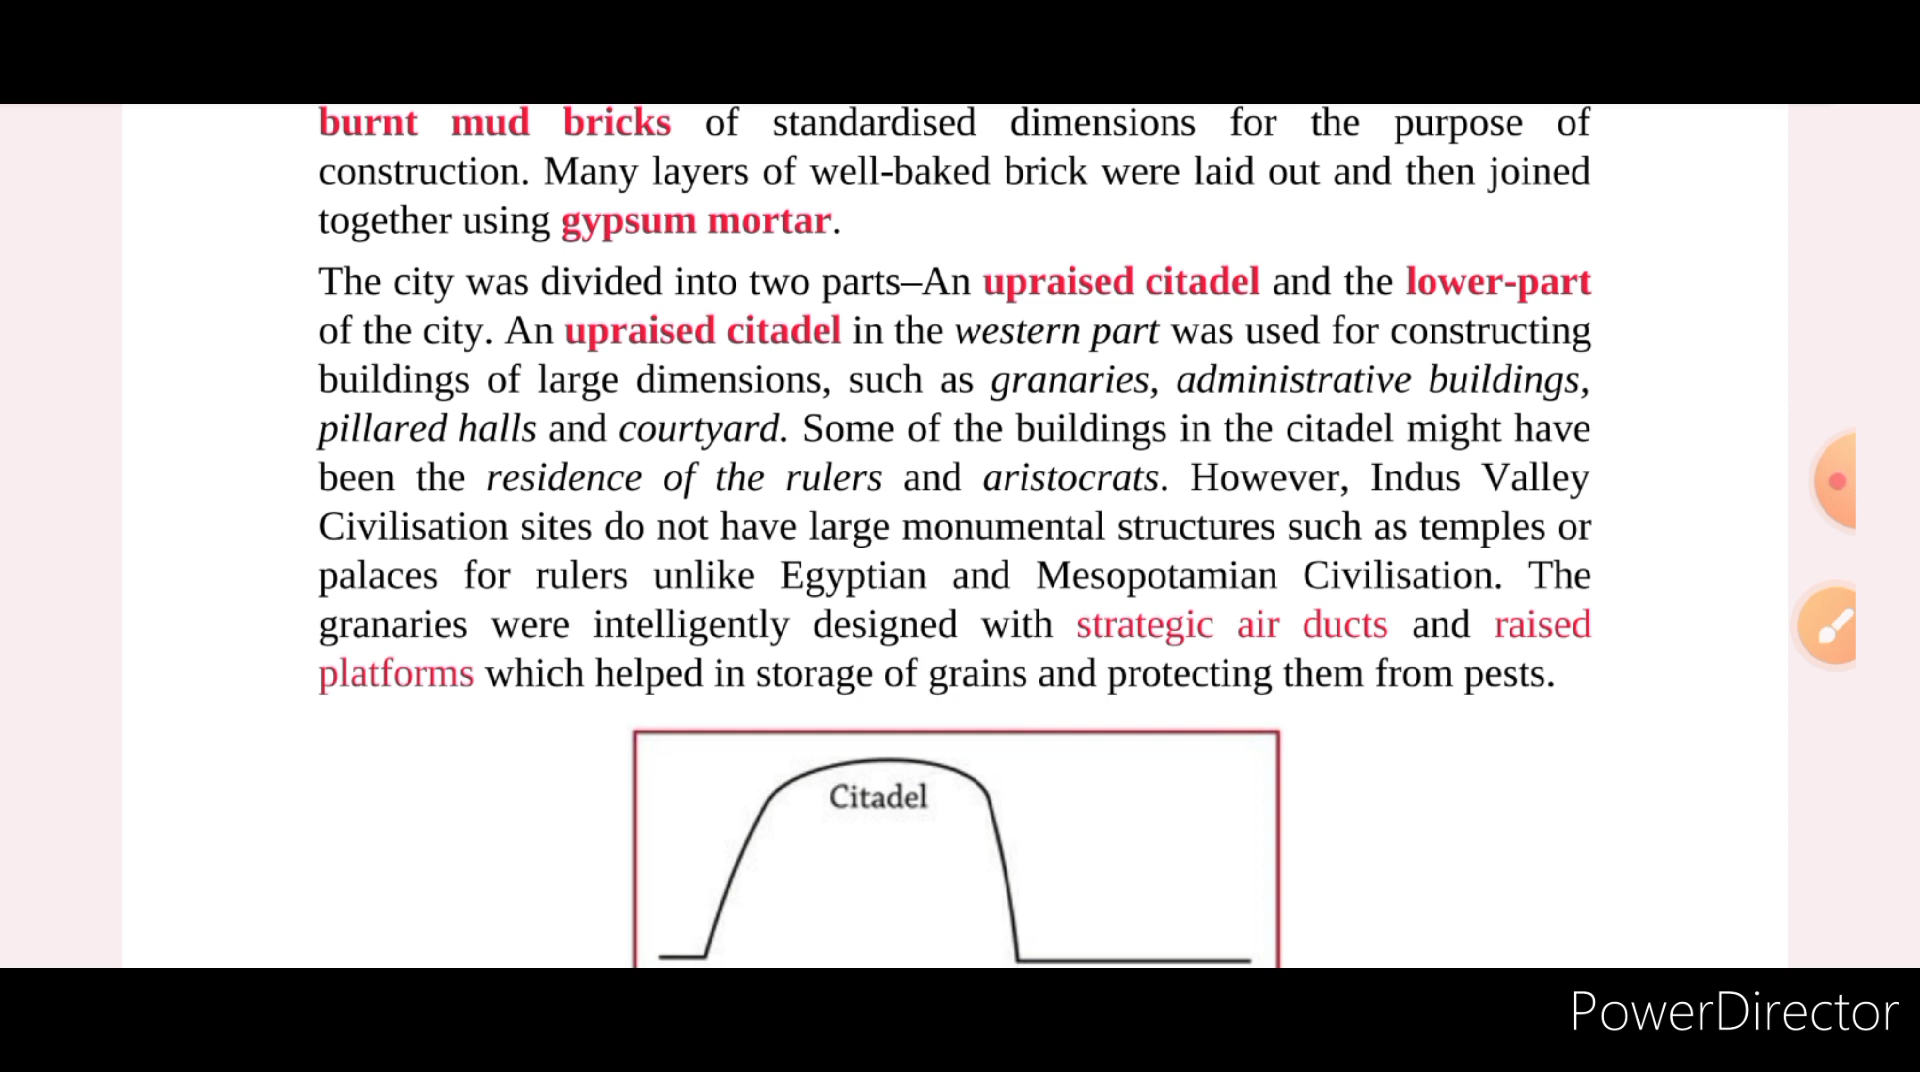 burnt mud bricks of standardised dimensions for the purpose of
construction. Many layers of well-baked brick were laid out and then joined
together using gypsum mortar.
The city was divided into two parts–An upraised citadel and the lower-part
of the city. An upraised citadel in the western part was used for constructing
buildings of large dimensions, such as granaries, administrative buildings,
pillared halls and courtyard. Some of the buildings in the citadel might have
been the residence of the rulers and aristocrats. However, Indus Valley
Civilisation sites do not have large monumental structures such as temples or
palaces for rulers unlike Egyptian and Mesopotamian Civilisation. The
granaries were intelligently designed with strategic air ducts and raised
platforms which helped in storage of grains and protecting them from pests.
Citadel
PowerDirector